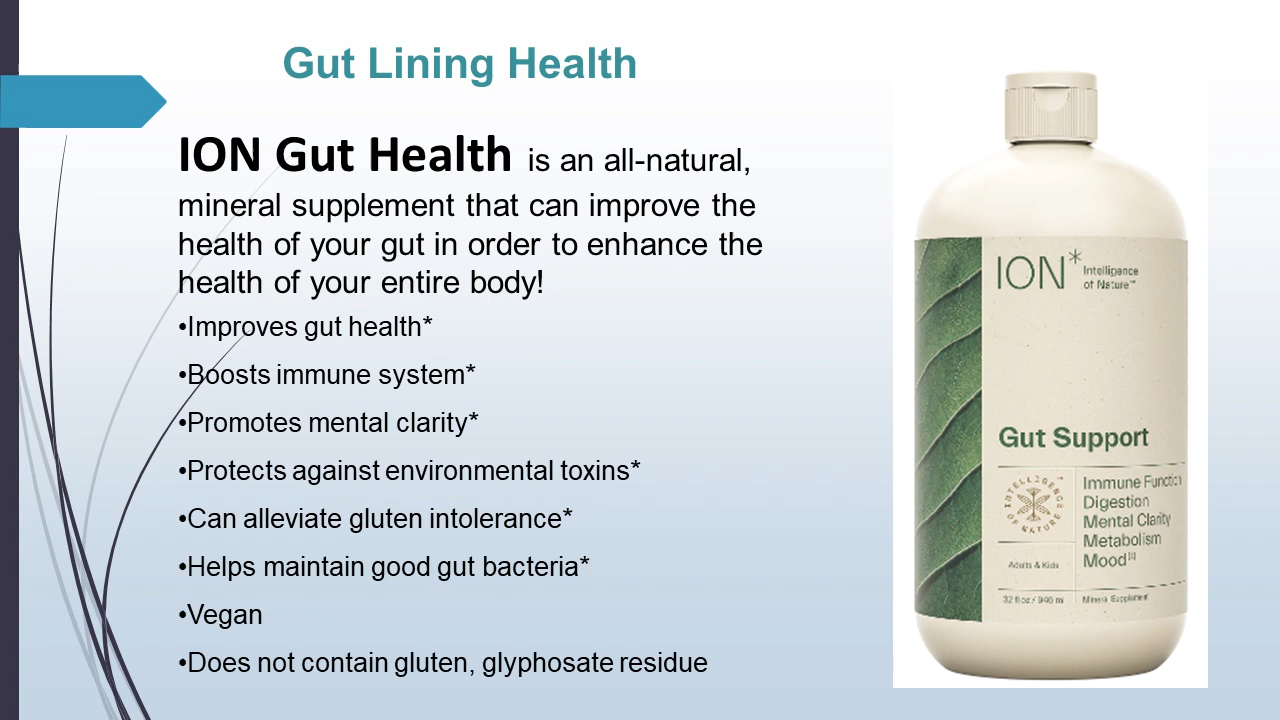 Gut Lining Health
ION Gut Health is an all-natural,
mineral supplement that can improve the
health of your gut in order to enhance the
health of your entire body!
•Improves gut health*
•Boosts immune system*
•Promotes mental clarity*
•Protects against environmental toxins*
•Can alleviate gluten intolerance*
•Helps maintain good gut bacteria*
•Vegan
•Does not contain gluten, glyphosate residue
ION*
Intelligence
of Nature™
Gut Support
INTELLIGENCE OF NATURE
Immune Function
Digestion
Mental Clarity
Metabolism
Mood
Adults & Kids
32 fl oz / 946 ml
Mineral Supplement